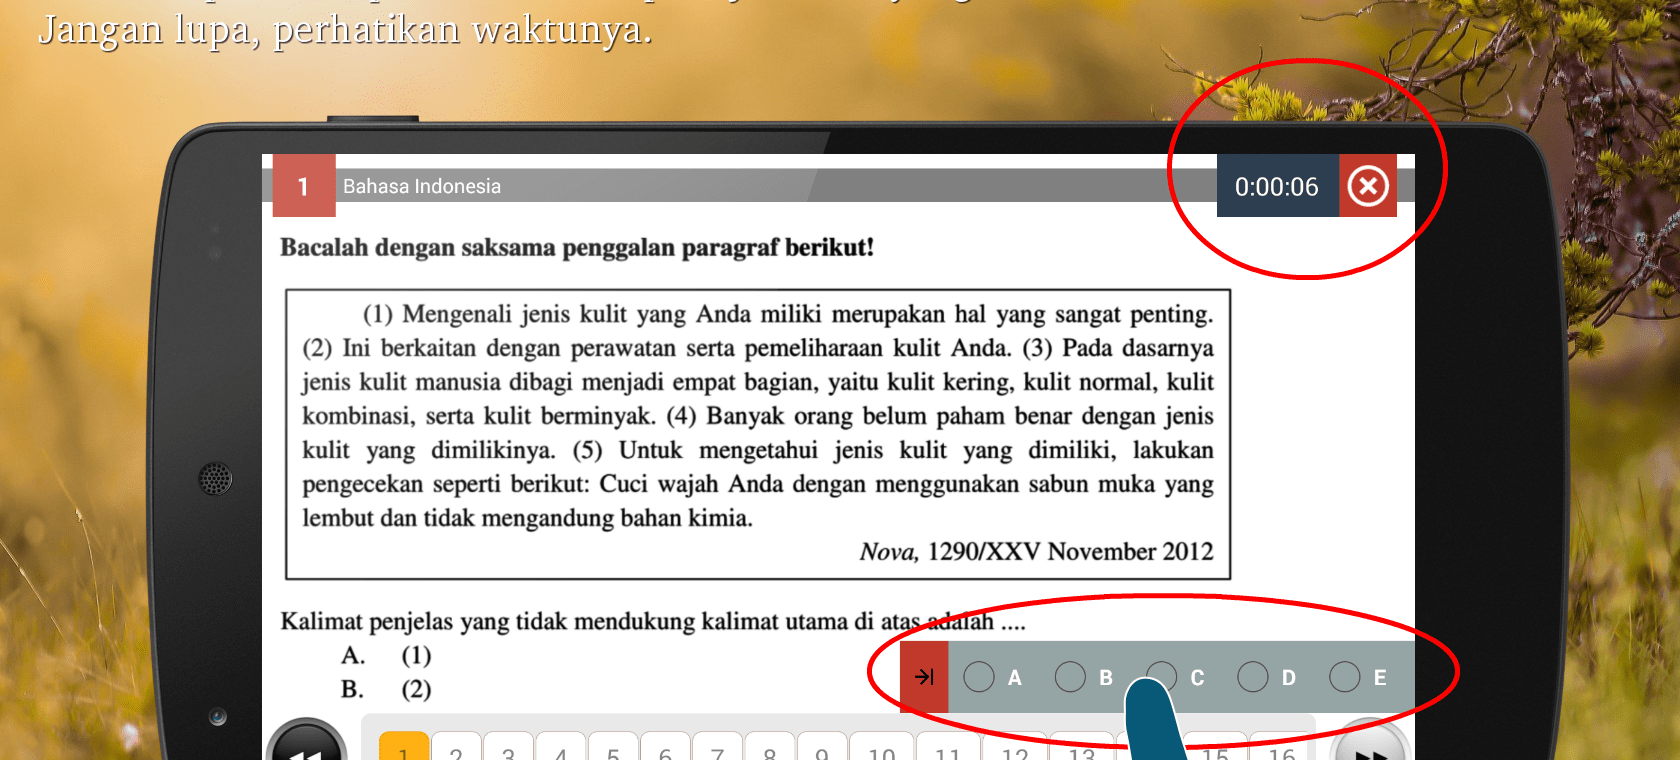 Jangan lupa, perhatikan waktunya.
1 Bahasa Indonesia 0:00:06
Bacalah dengan saksama penggalan paragraf berikut!
(1) Mengenali jenis kulit yang Anda miliki merupakan hal yang sangat penting.
(2) Ini berkaitan dengan perawatan serta pemeliharaan kulit Anda. (3) Pada dasarnya
jenis kulit manusia dibagi menjadi empat bagian, yaitu kulit kering, kulit normal, kulit
kombinasi, serta kulit berminyak. (4) Banyak orang belum paham benar dengan jenis
kulit yang dimilikinya. (5) Untuk mengetahui jenis kulit yang dimiliki, lakukan
pengecekan seperti berikut: Cuci wajah Anda dengan menggunakan sabun muka yang
lembut dan tidak mengandung bahan kimia.
Nova, 1290/XXV November 2012
Kalimat penjelas yang tidak mendukung kalimat utama di atas adalah ....
A. (1)
B. (2)
A B C D E
1 2 3 4 5 6 7 8 9 10 11 12 13 15 16